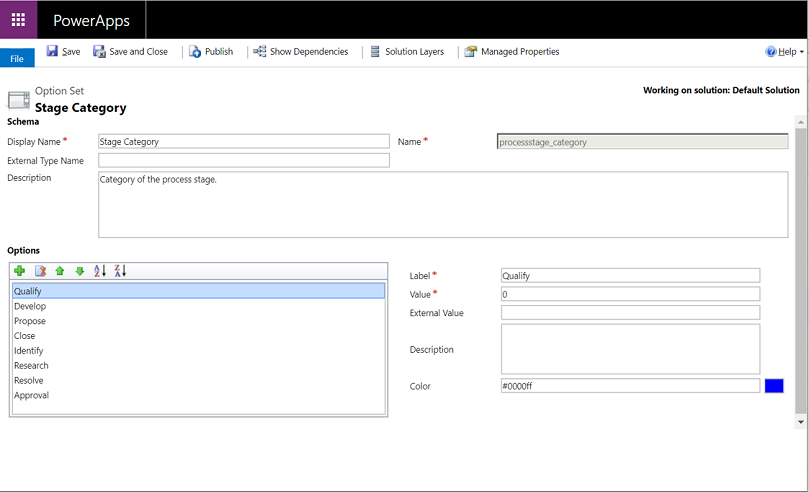 PowerApps
File Save Save and Close Publish Show Dependencies Solution Layers Managed Properties Help
Option Set
Stage Category
Working on solution: Default Solution
Schema
Display Name * Stage Category Name * processstage_category
External Type Name
Description Category of the process stage.
Options
Qualify
Develop
Propose
Close
Identify
Research
Resolve
Approval
Label * Qualify
Value * 0
External Value
Description
Color #0000ff